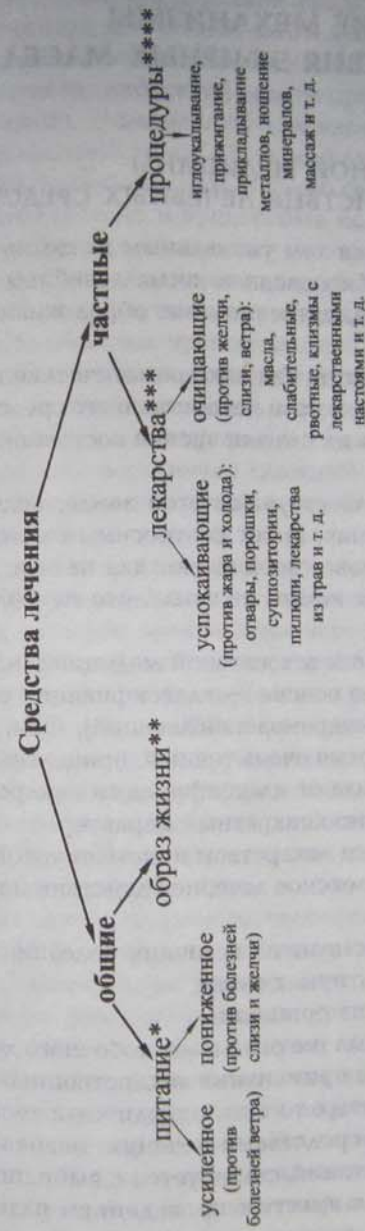 Средства лечения
общие
частные
питание*
образ жизни**
лекарства***
процедуры****
усиленное
(против
болезней ветра)
пониженное
(против болезней
слизи и желчи)
успокаивающие
(против жара и холода):
отвары, порошки,
суппозитории,
пилюли, лекарства
из трав и т. д.
очищающие
(против желчи,
слизи, ветра):
масла,
слабительные,
рвотные, клизмы с
лекарственными
настоями и т. д.
иглоукалывание,
прижигание,
прикладывание
металлов, ношение
минералов,
массаж и т. д.